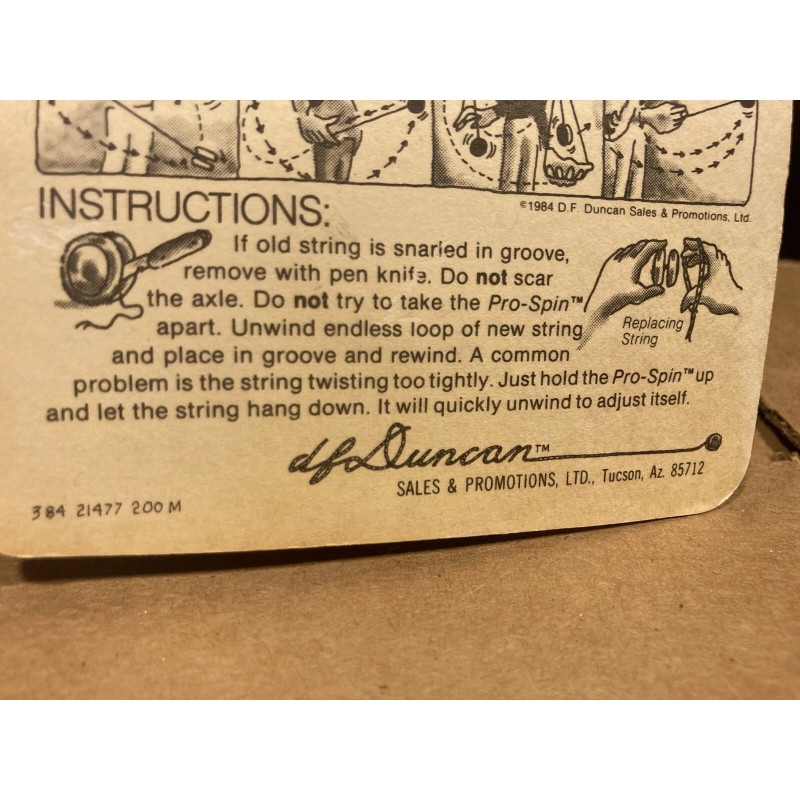 ©1984 D.F. Duncan Sales & Promotions, Ltd.
INSTRUCTIONS:
If old string is snarled in groove,
remove with pen knife. Do not scar
the axle. Do not try to take the Pro-Spin™
apart. Unwind endless loop of new string
and place in groove and rewind. A common
problem is the string twisting too tightly. Just hold the Pro-Spin™ up
and let the string hang down. It will quickly unwind to adjust itself.
Replacing
String
df Duncan™
SALES & PROMOTIONS, LTD., Tucson, Az. 85712
384 21477 200 M